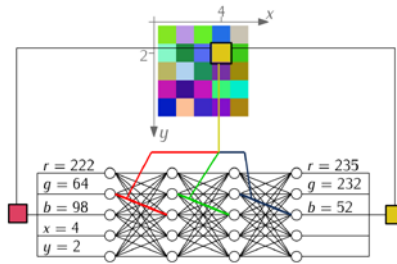 4
x
2
y
r = 222
g = 64
b = 98
x = 4
y = 2
r = 235
g = 232
b = 52